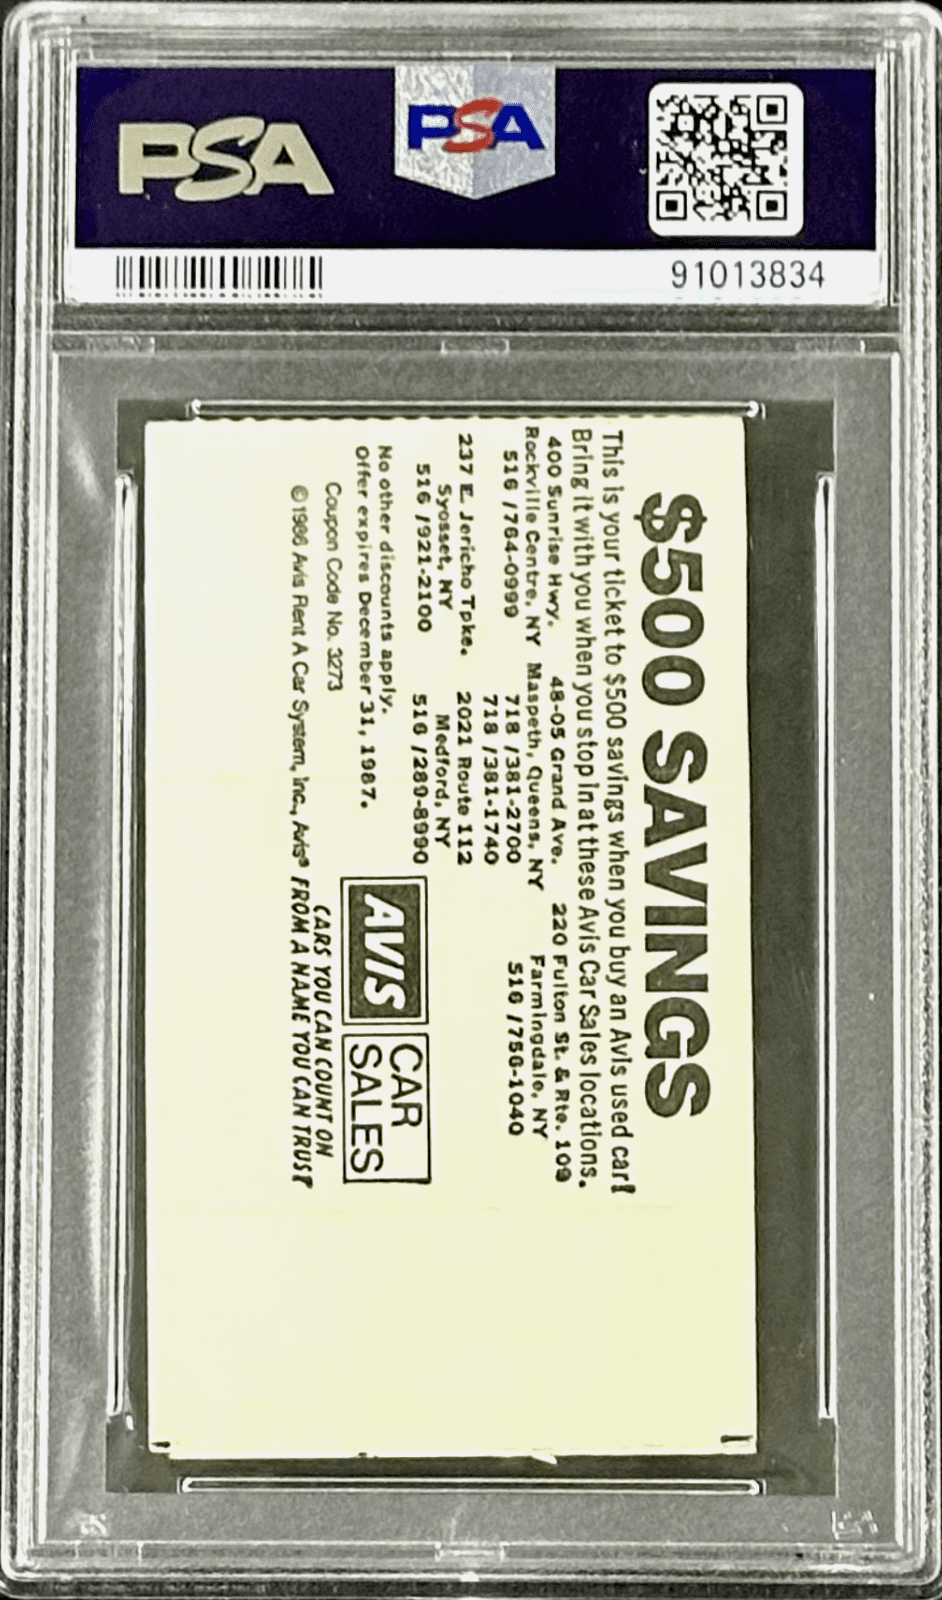 PSA
PSA
91013834
$500 SAVINGS
This is your ticket to $500 savings when you buy an Avis used car!
Bring it with you when you stop in at these Avis Car Sales locations.
400 Sunrise Hwy.
Rockville Centre, NY
516/764-0999
48-05 Grand Ave.
Maspeth, Queens, NY
718/381-2700
718/381-1740
220 Fulton St. & Rte. 109
Farmingdale, NY
516/756-1040
237 E. Jericho Tpke.
Syosset, NY
516/921-2100
2021 Route 112
Medford, NY
516/289-8990
No other discounts apply.
Offer expires December 31, 1987.
Coupon Code No. 3273
©1986 Avis Rent A Car System, Inc., Avis®
AVIS
CAR
SALES
CARS YOU CAN COUNT ON
FROM A NAME YOU CAN TRUST